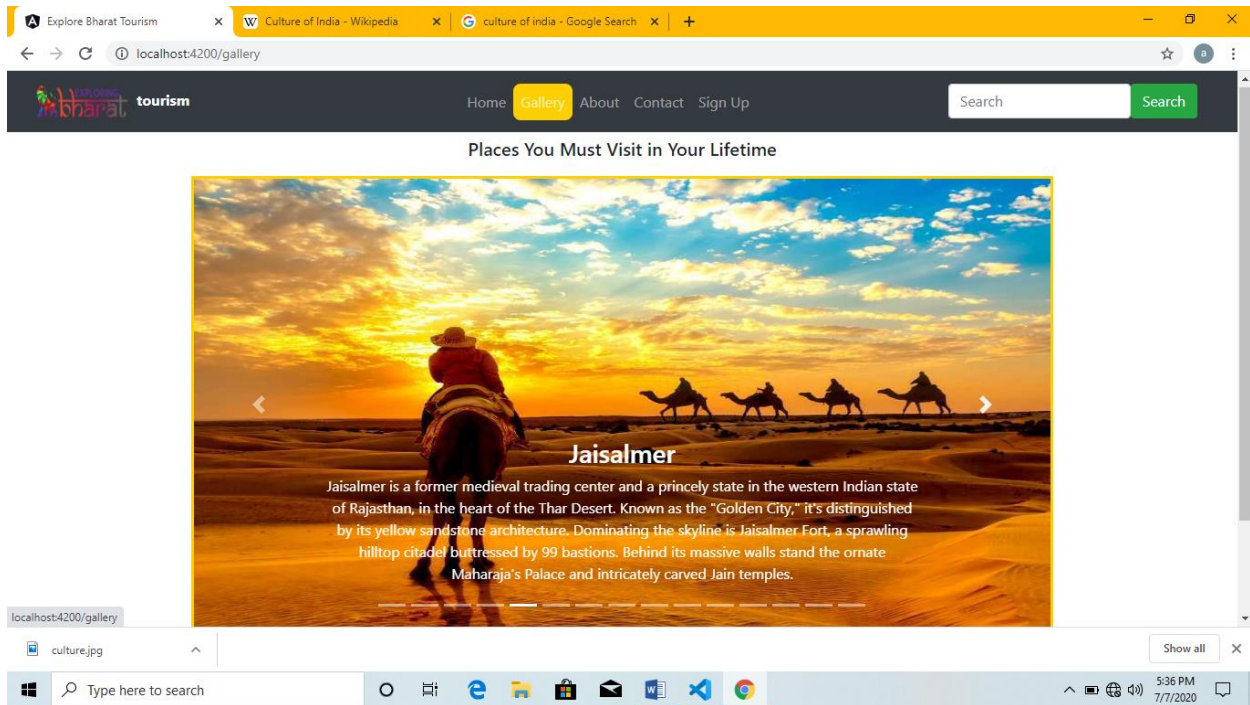 Explore Bharat Tourism
Culture of India - Wikipedia
culture of india - Google Search
localhost:4200/gallery
a
EXPLORING
bharat
tourism
Home Gallery About Contact Sign Up
Search
Search
Places You Must Visit in Your Lifetime
Jaisalmer
Jaisalmer is a former medieval trading center and a princely state in the western Indian state
of Rajasthan, in the heart of the Thar Desert. Known as the "Golden City," it's distinguished
by its yellow sandstone architecture. Dominating the skyline is Jaisalmer Fort, a sprawling
hilltop citadel buttressed by 99 bastions. Behind its massive walls stand the ornate
Maharaja's Palace and intricately carved Jain temples.
localhost:4200/gallery
culture.jpg
Show all
Type here to search
5:36 PM
7/7/2020